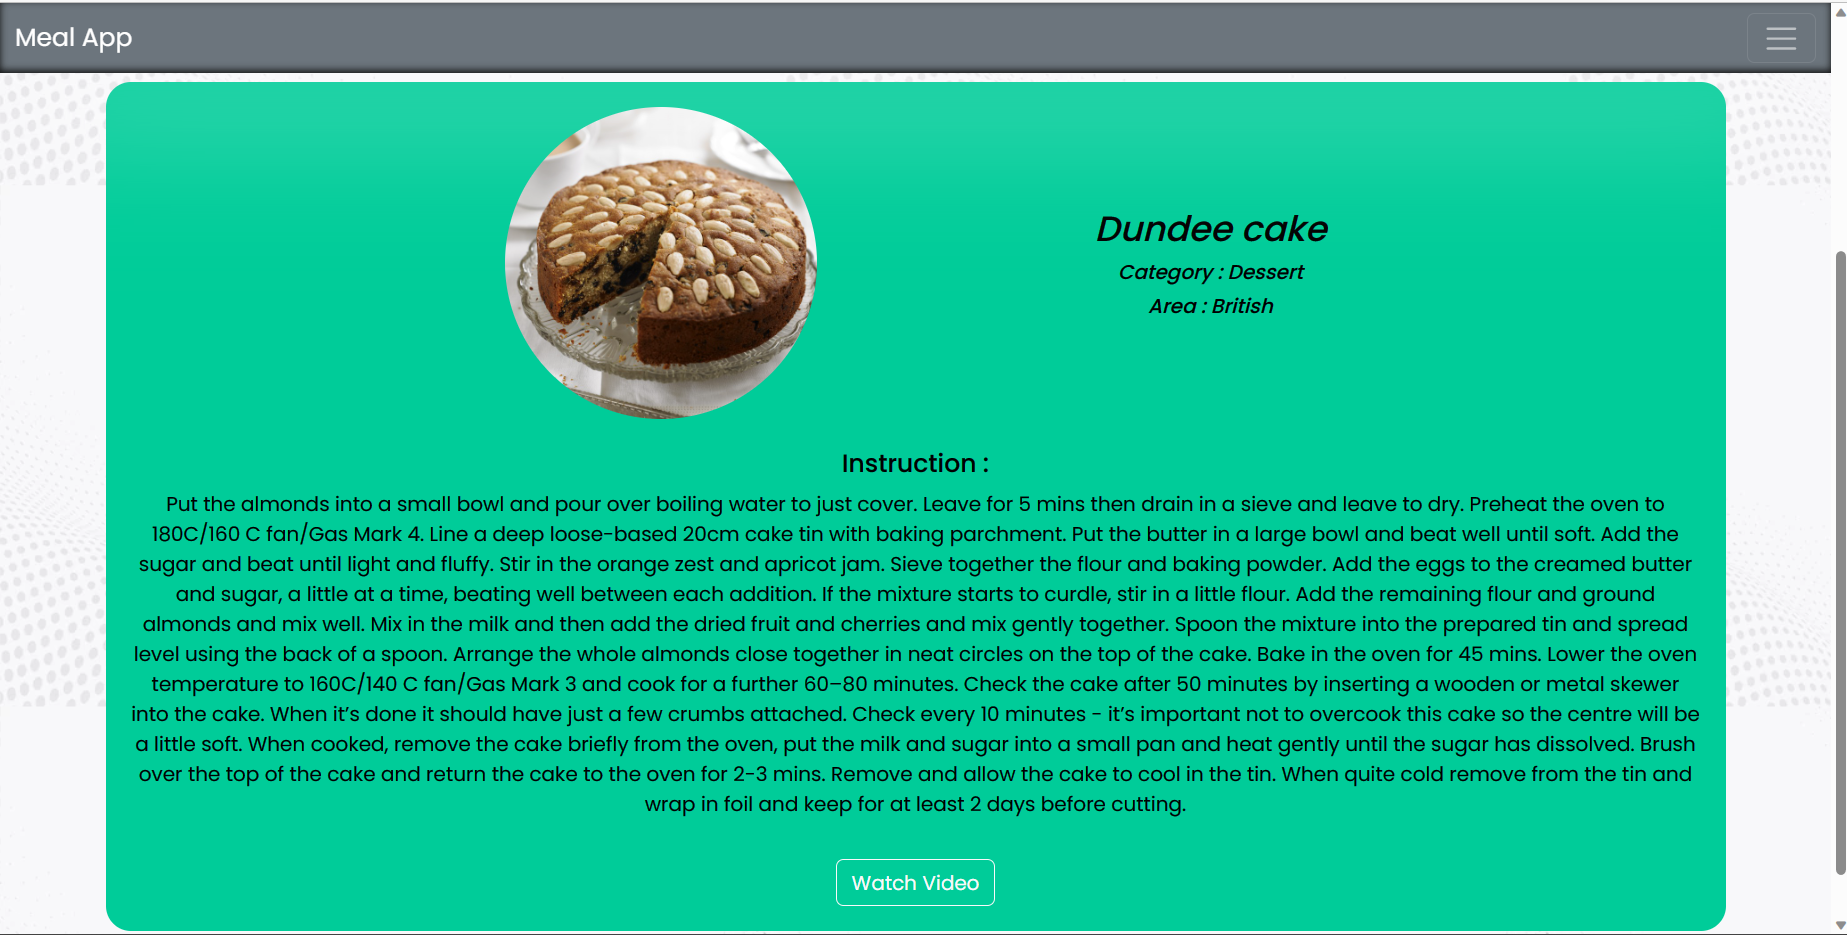 Meal App
Dundee cake
Category : Dessert
Area : British
Instruction :
Put the almonds into a small bowl and pour over boiling water to just cover. Leave for 5 mins then drain in a sieve and leave to dry. Preheat the oven to
180C/160 C fan/Gas Mark 4. Line a deep loose-based 20cm cake tin with baking parchment. Put the butter in a large bowl and beat well until soft. Add the
sugar and beat until light and fluffy. Stir in the orange zest and apricot jam. Sieve together the flour and baking powder. Add the eggs to the creamed butter
and sugar, a little at a time, beating well between each addition. If the mixture starts to curdle, stir in a little flour. Add the remaining flour and ground
almonds and mix well. Mix in the milk and then add the dried fruit and cherries and mix gently together. Spoon the mixture into the prepared tin and spread
level using the back of a spoon. Arrange the whole almonds close together in neat circles on the top of the cake. Bake in the oven for 45 mins. Lower the oven
temperature to 160C/140 C fan/Gas Mark 3 and cook for a further 60–80 minutes. Check the cake after 50 minutes by inserting a wooden or metal skewer
into the cake. When it’s done it should have just a few crumbs attached. Check every 10 minutes - it’s important not to overcook this cake so the centre will be
a little soft. When cooked, remove the cake briefly from the oven, put the milk and sugar into a small pan and heat gently until the sugar has dissolved. Brush
over the top of the cake and return the cake to the oven for 2-3 mins. Remove and allow the cake to cool in the tin. When quite cold remove from the tin and
wrap in foil and keep for at least 2 days before cutting.
Watch Video